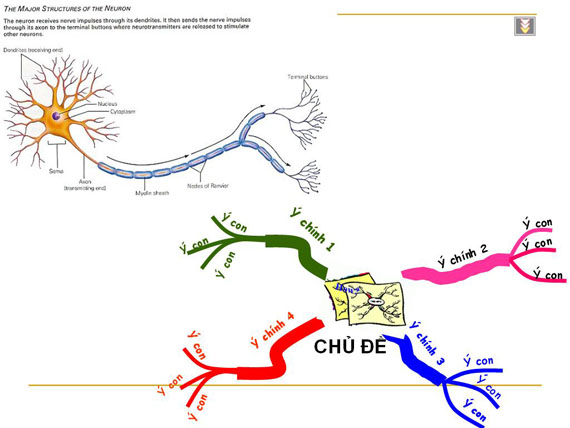 THE MAJOR STRUCTURES OF THE NEURON
The neuron receives nerve impulses through its dendrites. It then sends the nerve impulses
through its axon to the terminal buttons where neurotransmitters are released to stimulate
other neurons.
Dendrites (receiving end)
Terminal buttons
Nucleus
Cytoplasm
Soma
Axon
(transmitting end)
Myelin sheath
Nodes of Ranvier
Ý con
Ý con
Ý con
Ý chính 1
Ý chính 2
Ý con
Ý con
Ý con
Ý chính 4
Ý con
Ý con
Ý con
CHỦ ĐỀ
Ý chính 3
Ý con
Ý con
Ý con